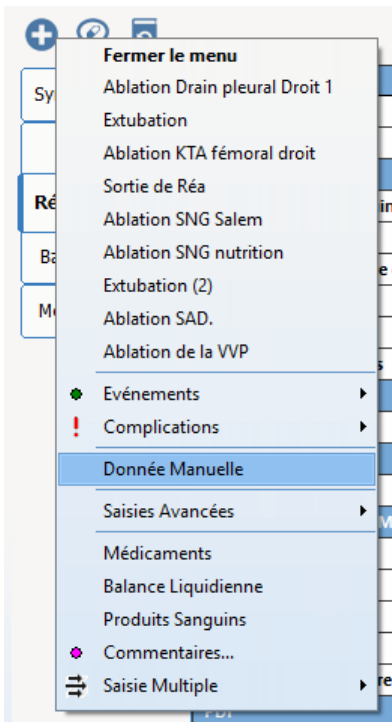 Fermer le menu
Ablation Drain pleural Droit 1
Extubation
Ablation KTA fémoral droit
Sortie de Réa
Ablation SNG Salem
Ablation SNG nutrition
Extubation (2)
Ablation SAD.
Ablation de la VVP
Evénements
Complications
Donnée Manuelle
Saisies Avancées
Médicaments
Balance Liquidienne
Produits Sanguins
Commentaires...
Saisie Multiple